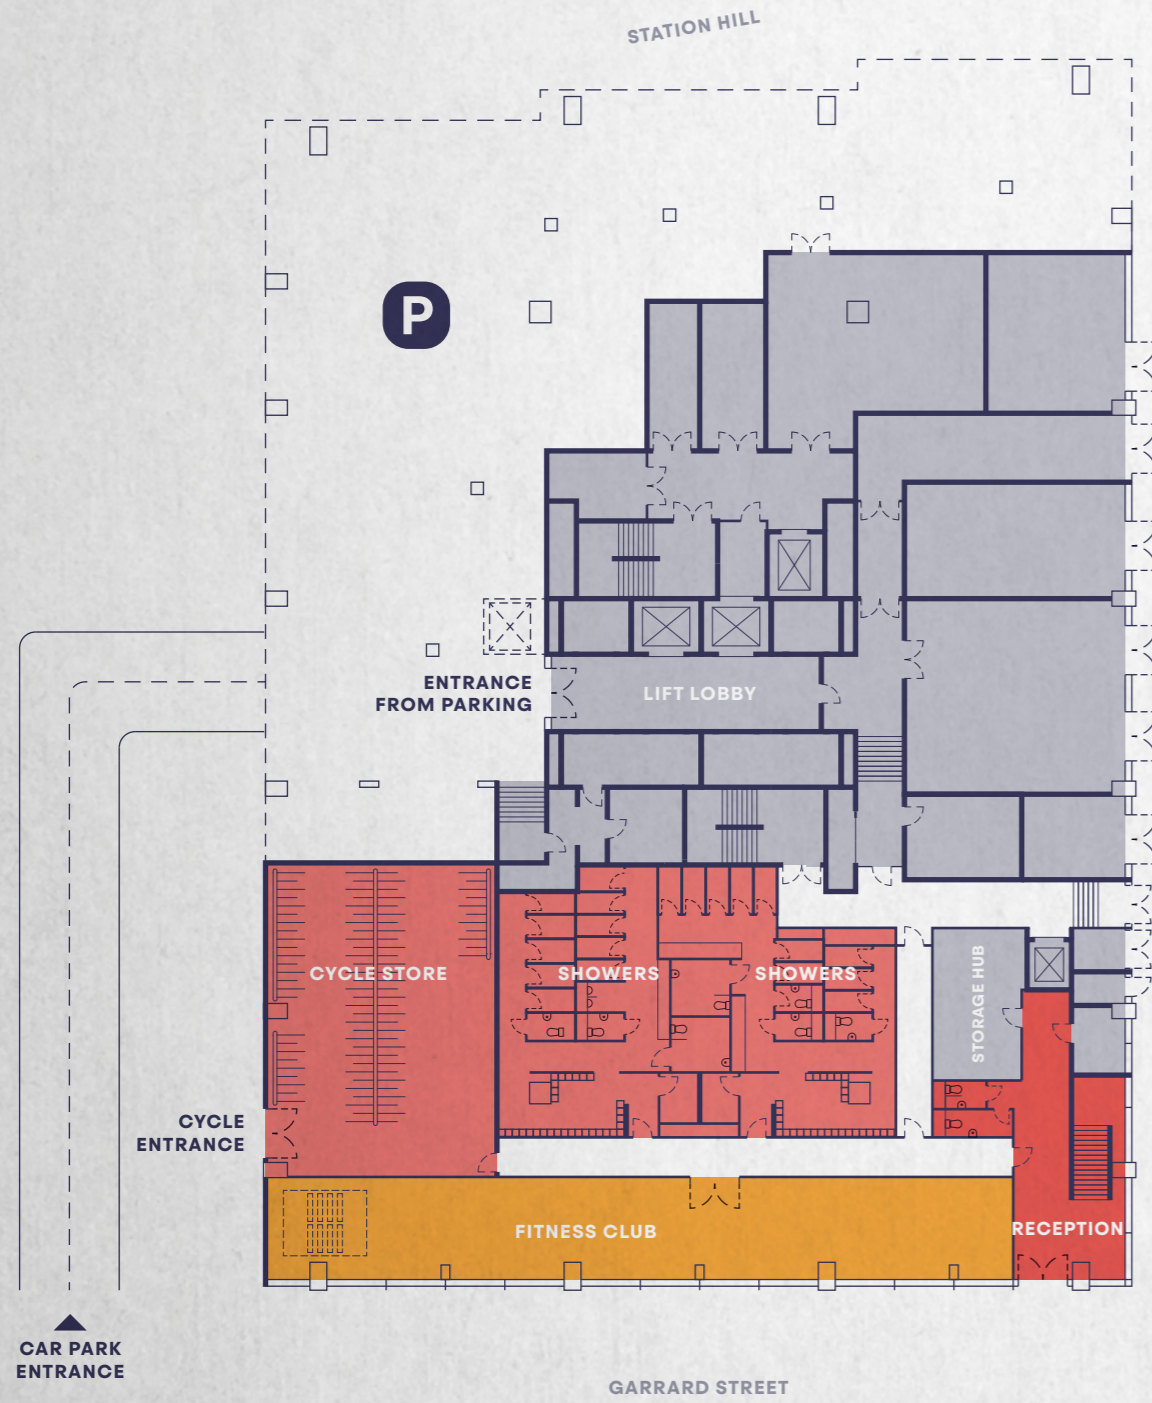 STATION HILL
P
ENTRANCE
FROM PARKING
LIFT LOBBY
CYCLE STORE
SHOWERS
SHOWERS
STORAGE HUB
CYCLE
ENTRANCE
FITNESS CLUB
RECEPTION
CAR PARK
ENTRANCE
GARRARD STREET